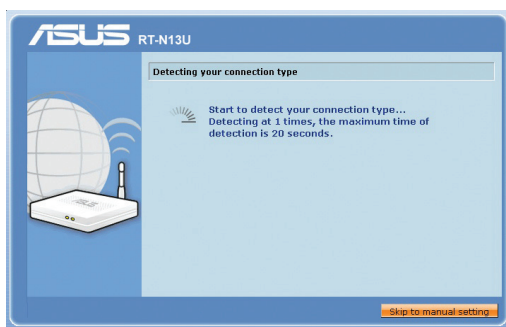 ASUS RT-N13U
Detecting your connection type
Start to detect your connection type...
Detecting at 1 times, the maximum time of
detection is 20 seconds.
ASUS
Skip to manual setting